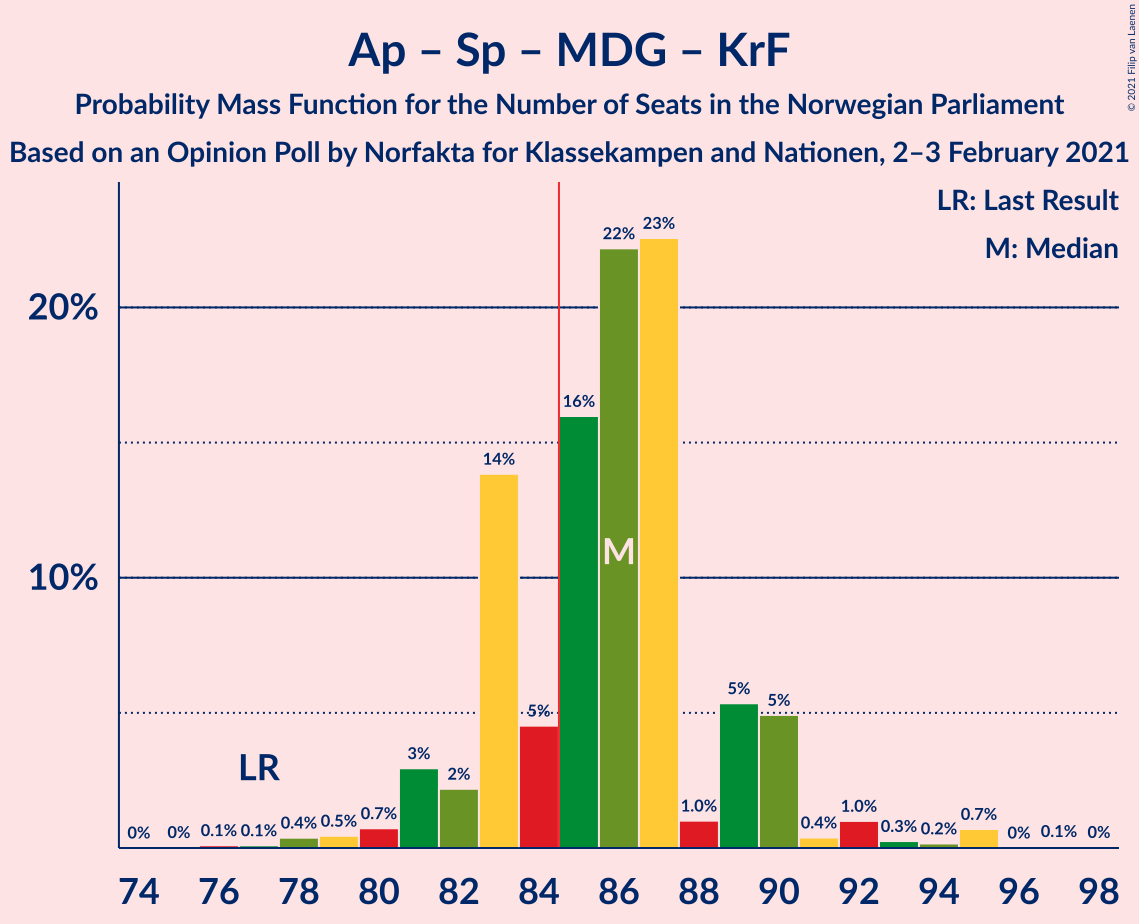 Ap – Sp – MDG – KrF
Probability Mass Function for the Number of Seats in the Norwegian Parliament
Based on an Opinion Poll by Norfakta for Klassekampen and Nationen, 2–3 February 2021
© 2021 Filip van Laenen
LR: Last Result
M: Median
20%
10%
0% 0% 0.1% 0.1% 0.4% 0.5% 0.7% 3% 2% 14% 5% 16% 22% 23% 1.0% 5% 5% 0.4% 1.0% 0.3% 0.2% 0.7% 0% 0.1% 0%
LR
M
74 76 78 80 82 84 86 88 90 92 94 96 98